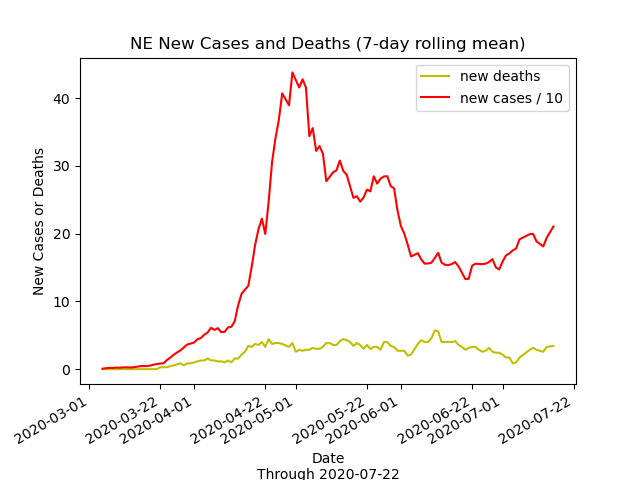 NE New Cases and Deaths (7-day rolling mean)
new deaths
new cases / 10
40
30
20
10
0
New Cases or Deaths
2020-03-01
2020-03-22
2020-04-01
2020-04-22
2020-05-01
2020-05-22
2020-06-01
2020-06-22
2020-07-01
2020-07-22
Date
Through 2020-07-22